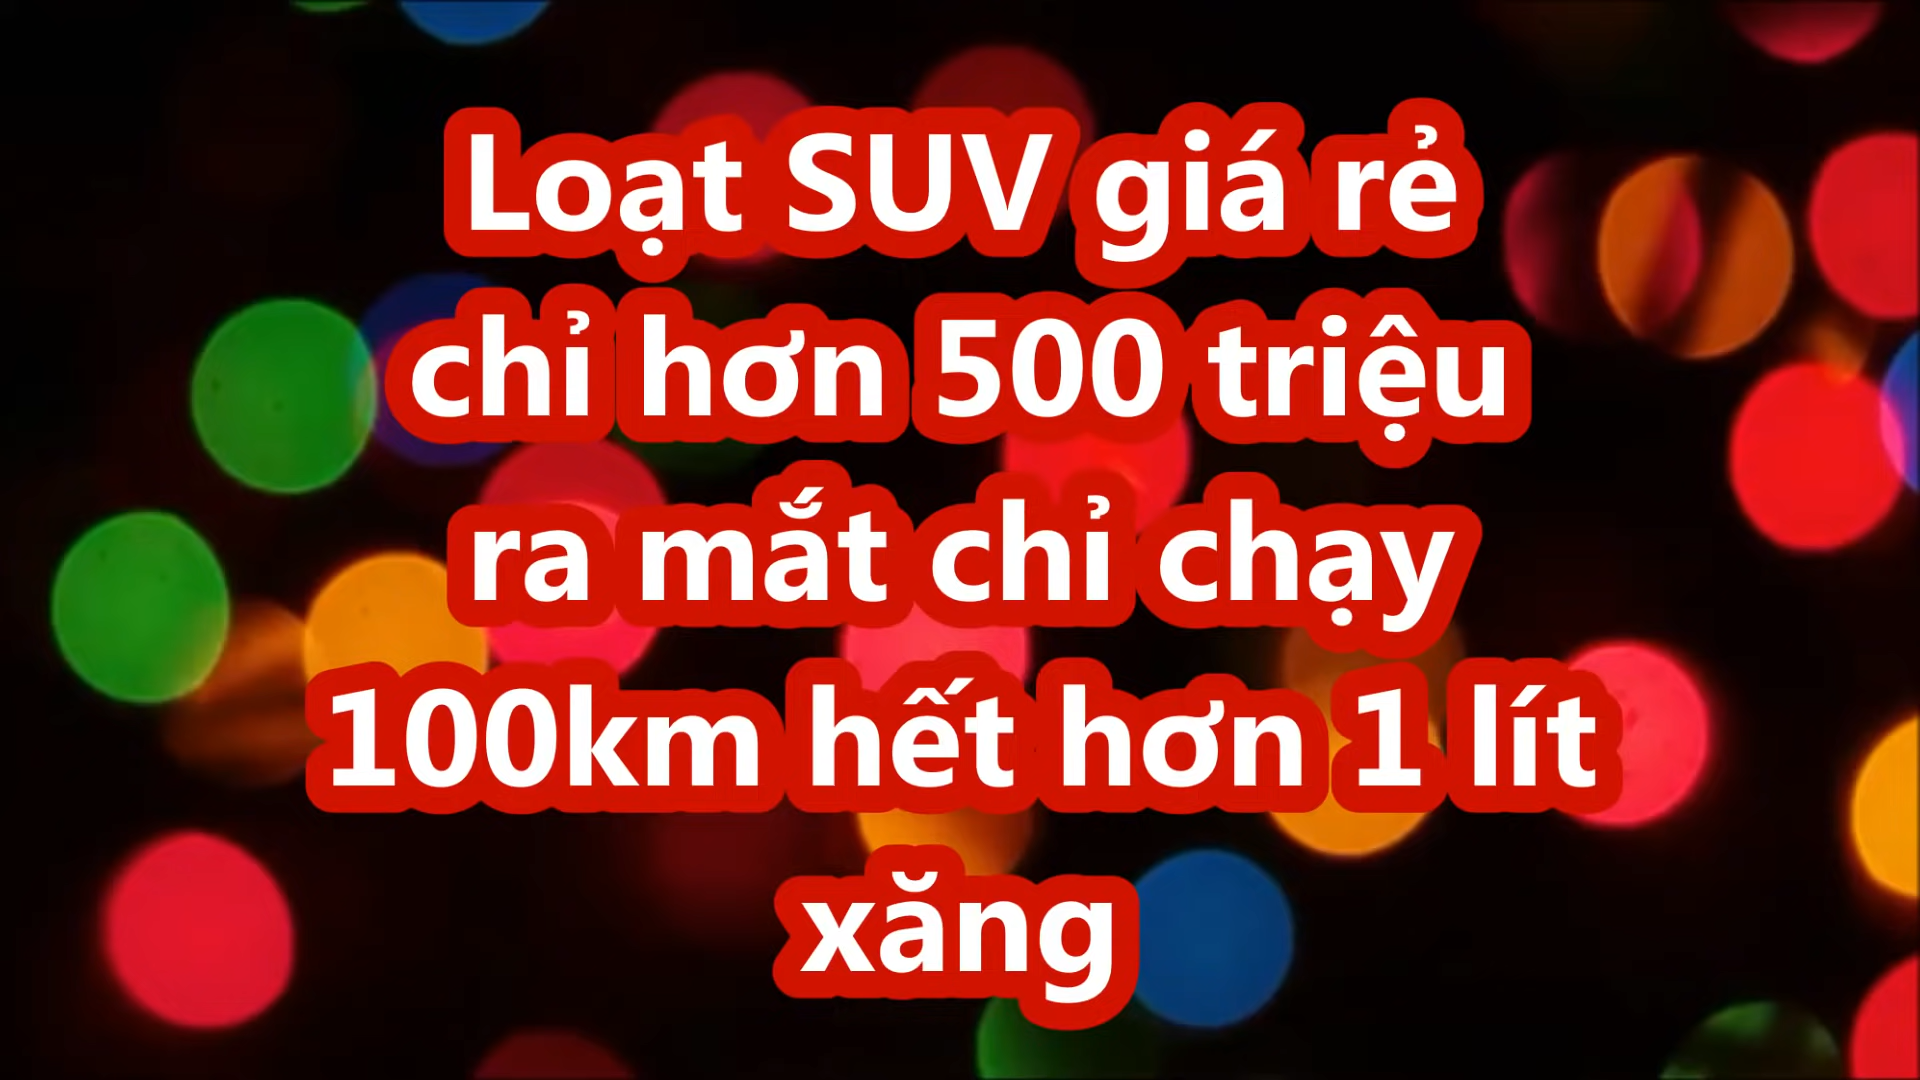 Loạt SUV giá rẻ
chỉ hơn 500 triệu
ra mắt chỉ chạy
100km hết hơn 1 lít
xăng